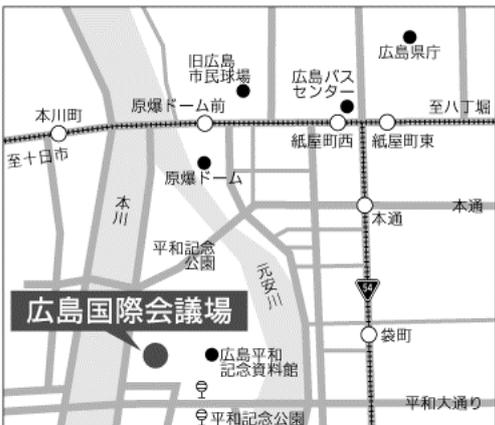 広島県庁
旧広島
市民球場
広島バス
センター
本川町
原爆ドーム前
至八丁堀
紙屋町西
紙屋町東
至十日市
原爆ドーム
本川
本通
本通
平和記念
公園
元安川
54
広島国際会議場
袋町
広島平和
記念資料館
平和大通り
平和記念公園